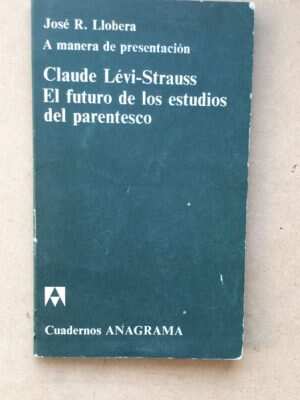 José R. Llobera
A manera de presentación
Claude Lévi-Strauss
El futuro de los estudios
del parentesco
Cuadernos ANAGRAMA